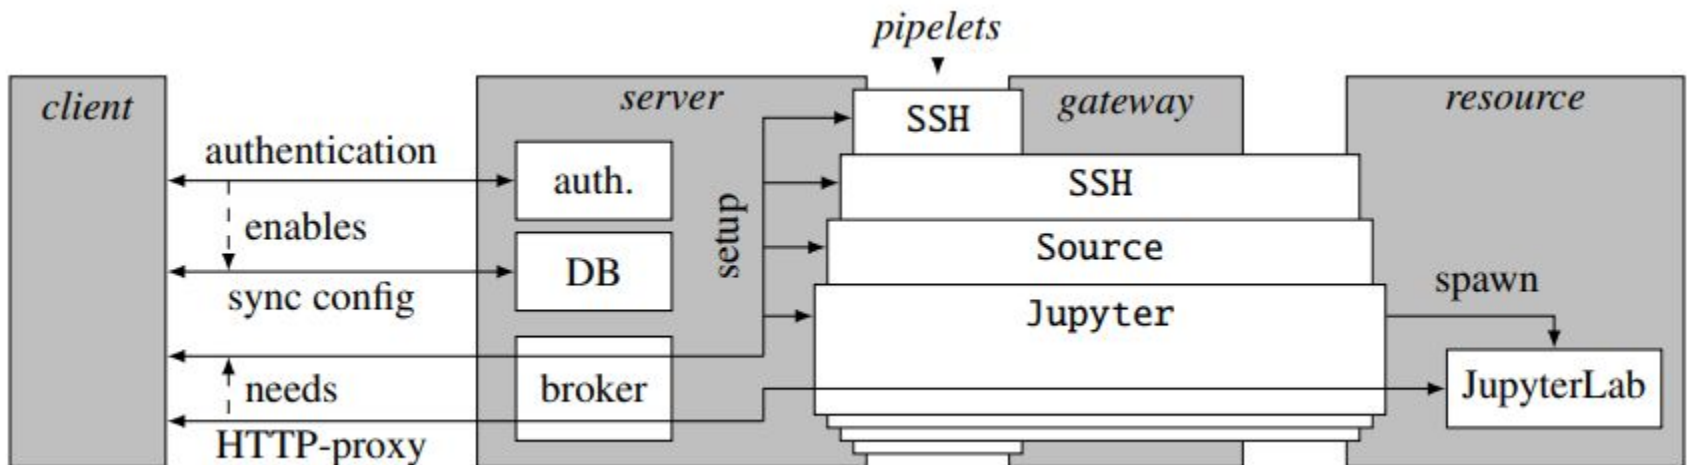 pipelets
client
server
gateway
resource
SSH
authentication
auth.
SSH
enables
setup
Source
DB
sync config
spawn
Jupyter
needs
broker
JupyterLab
HTTP-proxy